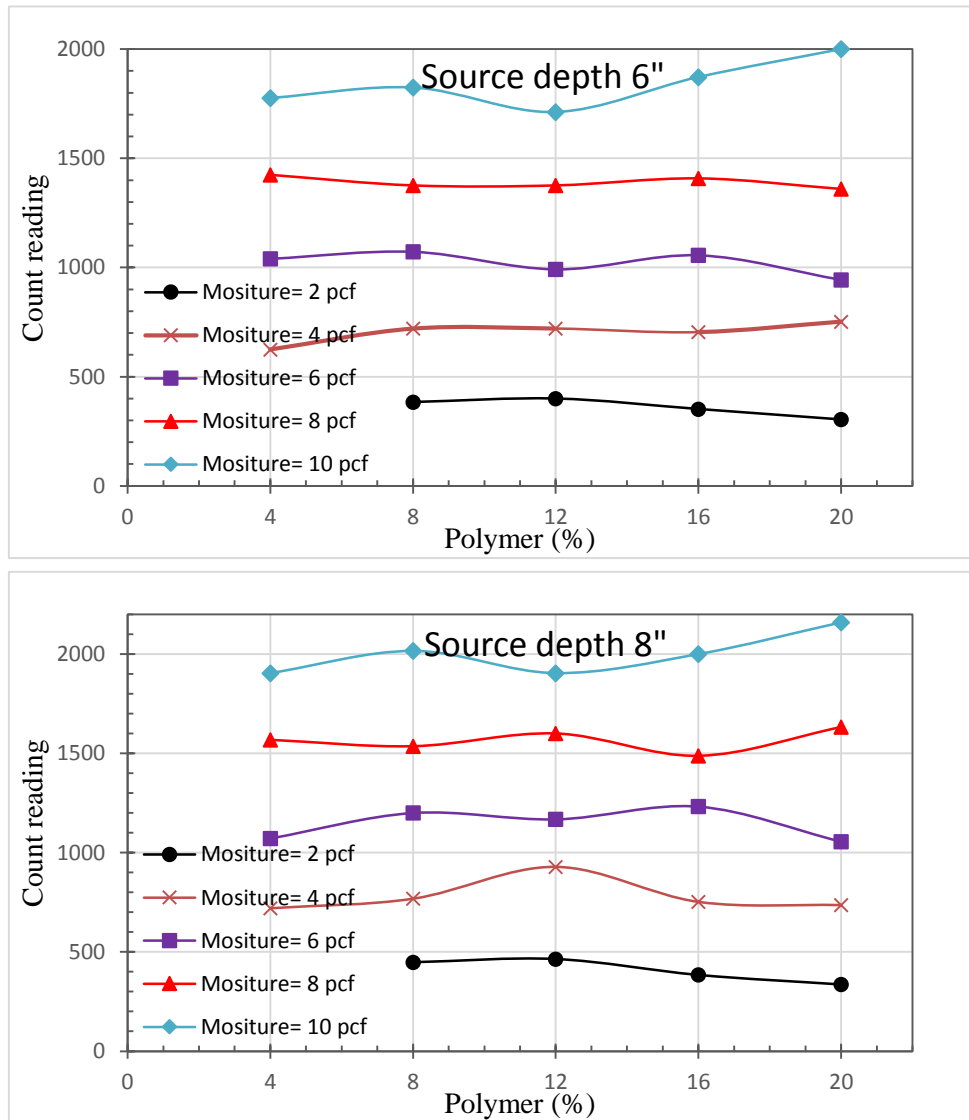 Source depth 6"
2000
1500
1000
500
0
Count reading
Mositure= 2 pcf
Mositure= 4 pcf
Mositure= 6 pcf
Mositure= 8 pcf
Mositure= 10 pcf
0 4 8 12 16 20
Polymer (%)
Source depth 8"
2000
1500
1000
500
0
Count reading
Mositure= 2 pcf
Mositure= 4 pcf
Mositure= 6 pcf
Mositure= 8 pcf
Mositure= 10 pcf
0 4 8 12 16 20
Polymer (%)